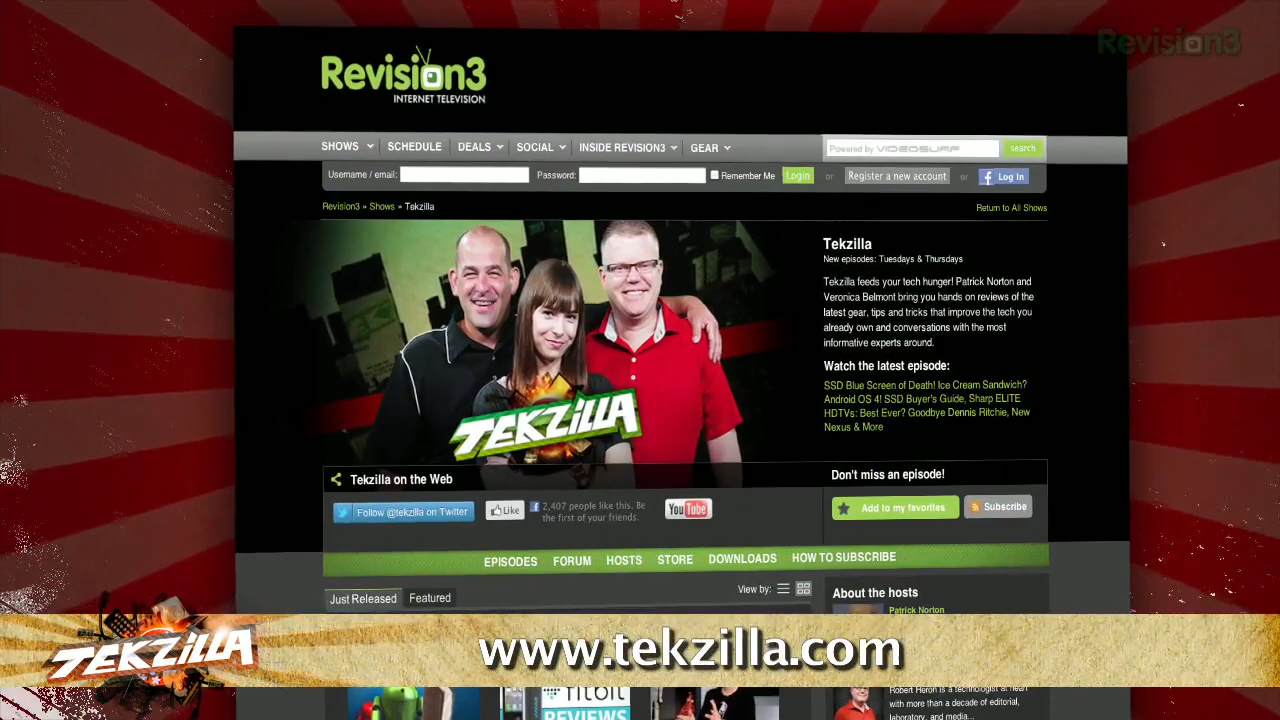 Revision3
Revision3
INTERNET TELEVISION
SHOWS SCHEDULE DEALS SOCIAL INSIDE REVISION3 GEAR Powered by VIDEOSURF search
Username / email: Password: Remember Me Login or Register a new account or f Log In
Revision3 » Shows » Tekzilla Return to All Shows
Tekzilla
New episodes: Tuesdays & Thursdays
Tekzilla feeds your tech hunger! Patrick Norton and
Veronica Belmont bring you hands on reviews of the
latest gear, tips and tricks that improve the tech you
already own and conversations with the most
informative experts around.
Watch the latest episode:
SSD Blue Screen of Death! Ice Cream Sandwich?
Android OS 4! SSD Buyer's Guide, Sharp ELITE
HDTVs: Best Ever? Goodbye Dennis Ritchie, New
Nexus & More
TEKZILLA
Tekzilla on the Web Don't miss an episode!
Follow @tekzilla on Twitter Like f 2,407 people like this. Be
the first of your friends.
YouTube Add to my favorites Subscribe
EPISODES FORUM HOSTS STORE DOWNLOADS HOW TO SUBSCRIBE
Just Released Featured View by: About the hosts
Patrick Norton
TEKZILLA www.tekzilla.com
fitbit
REVIEWS
Robert Heron is a technologist at heart
with more than a decade of editorial,
laboratory, and media...